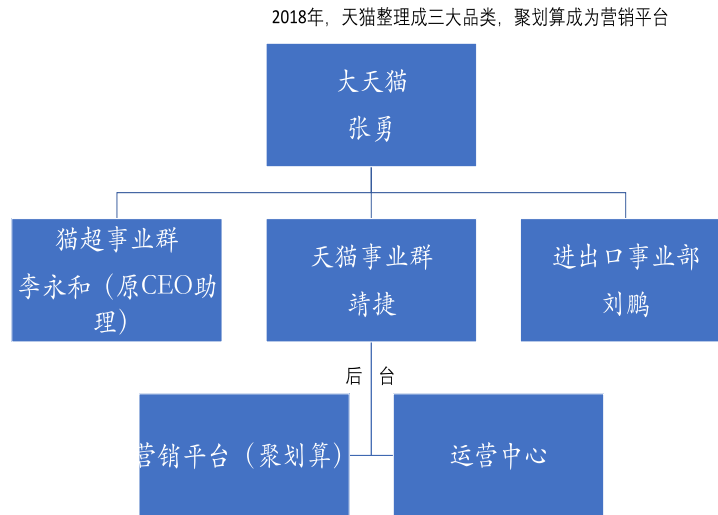 2018年，天猫整理成三大品类，聚划算成为营销平台
大天猫
张勇
猫超事业群
李永和（原CEO助
理）
天猫事业群
靖捷
进出口事业部
刘鹏
后台
营销平台（聚划算）
运营中心